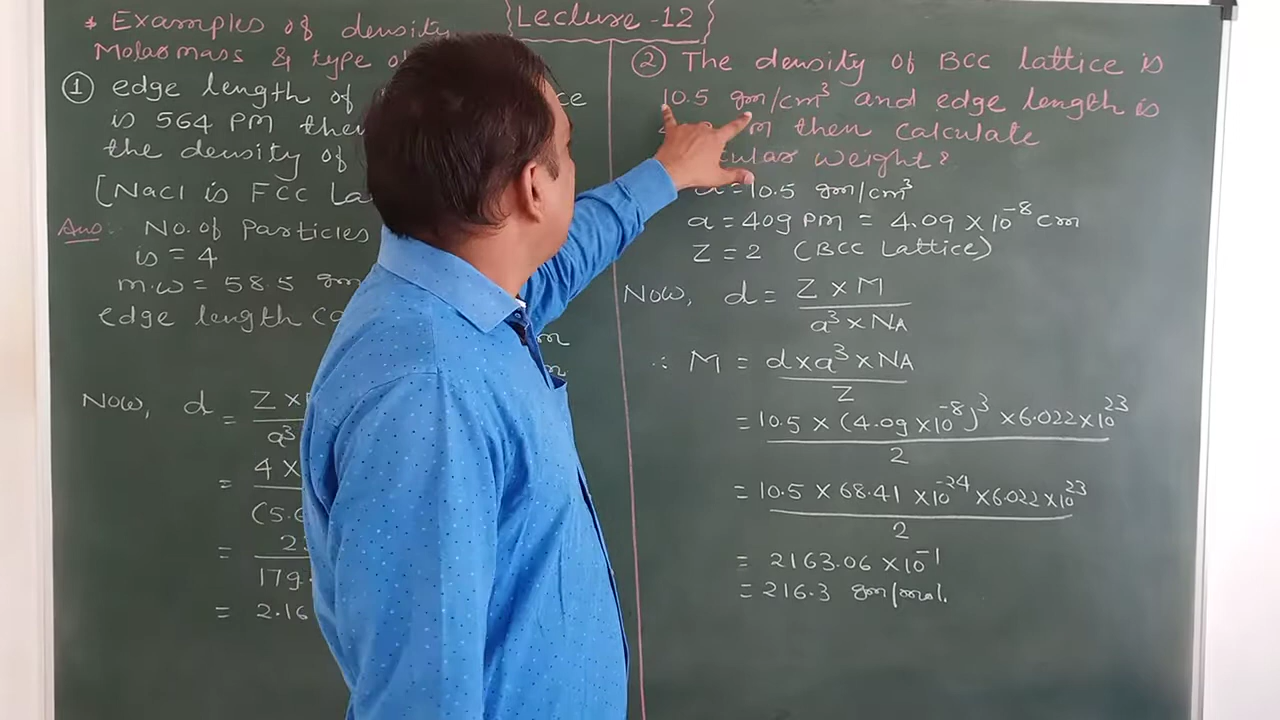 Lecture-12
* Examples of density
Molar mass & type o
① edge length of
is 564 PM then
the density of
[NaCl is FCC La
Ans: No. of Particles
is = 4
m.w = 58.5 gm
edge length
Now, d = Z ×
a³
= 4 ×
(5.6
=
179.
= 2.16
② The density of BCC lattice is
10.5 gm/cm³ and edge length is
then calculate
cular weight?
= 10.5 gm/cm³
a = 409 PM = 4.09 × 10⁻⁸ cm
Z = 2 (BCC Lattice)
Now, d = Z × M
a³ × NA
∴ M = d × a³ × NA
Z
= 10.5 × (4.09 × 10⁻⁸)³ × 6.022 × 10²³
2
= 10.5 × 68.41 × 10⁻²⁴ × 6.022 × 10²³
2
= 2163.06 × 10⁻¹
= 216.3 gm/mol.